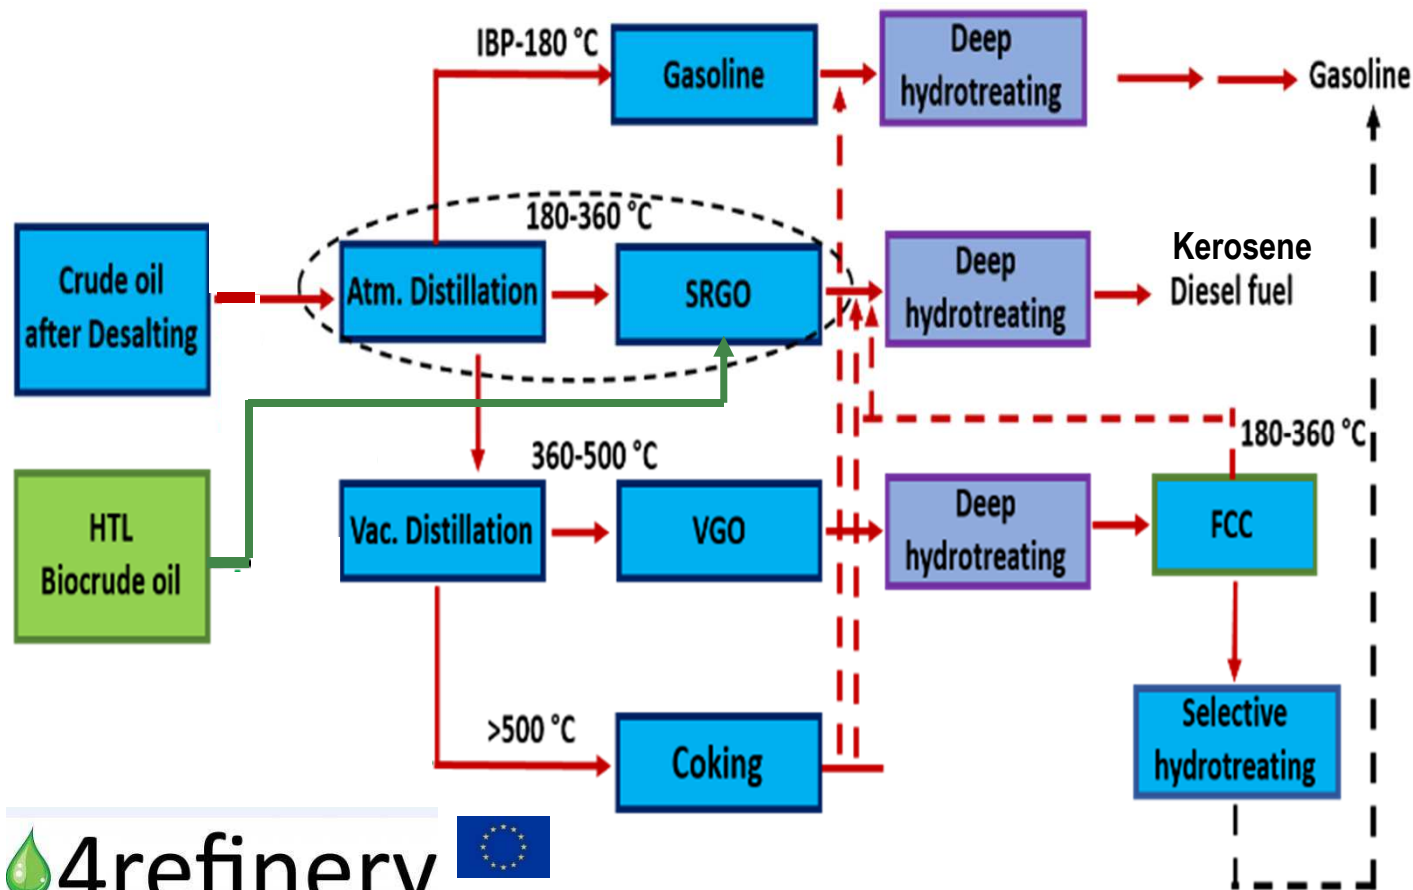 IBP-180 °C
Gasoline
Deep
hydrotreating
Gasoline
180-360 °C
Crude oil
after Desalting
Atm. Distillation
SRGO
Deep
hydrotreating
Kerosene
Diesel fuel
180-360 °C
360-500 °C
HTL
Biocrude oil
Vac. Distillation
VGO
Deep
hydrotreating
FCC
>500 °C
Coking
Selective
hydrotreating
4refinery